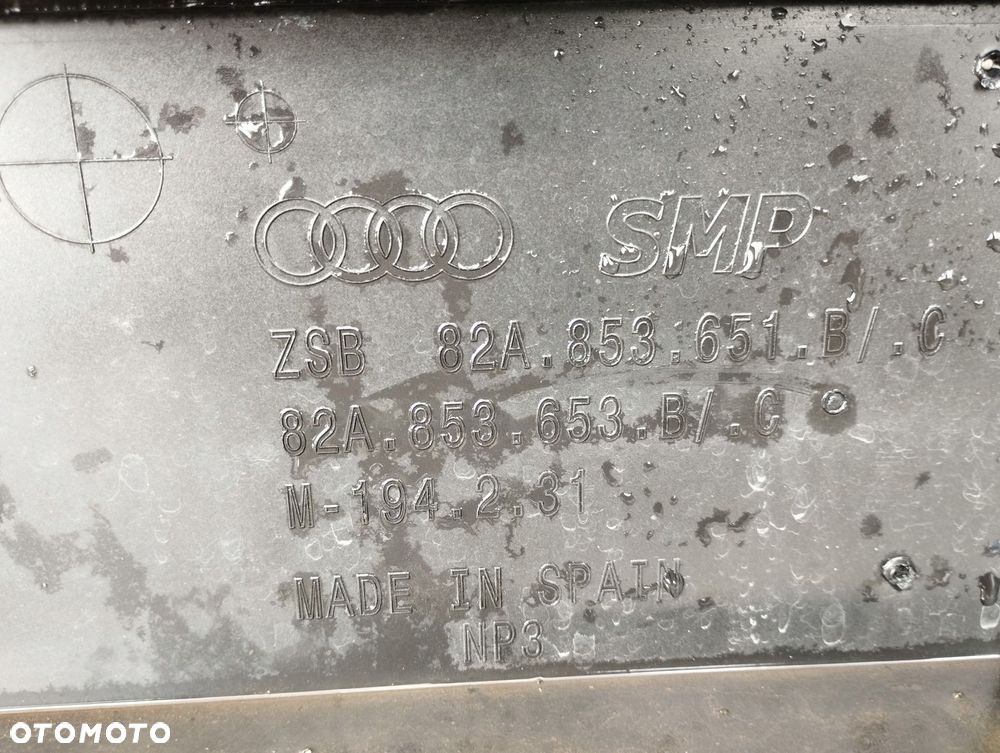 SMP
ZSB 82A.853.651.B/.C
82A.853.653.B/.C
M-194.2.31
MADE IN SPAIN
NP3
OTOMOTO